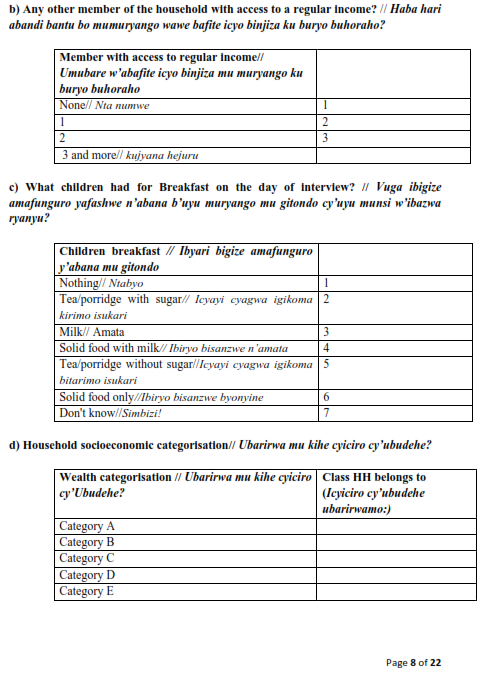 b) Any other member of the household with access to a regular income? // Haba hari
abandi bantu bo mumuryango wawe bafite icyo binjiza ku buryo buhoraho?
Member with access to regular income//
Umubare w'abafite icyo binjiza mu muryango ku
buryo buhoraho
None// Nta numwe 1
1 2
2 3
3 and more// kujyana hejuru
c) What children had for Breakfast on the day of interview? // Vuga ibigize
amafunguro yafashwe n'abana b'uyu muryango mu gitondo cy'uyu munsi w'ibazwa
ryanyu?
Children breakfast // Ibyari bigize amafunguro
y'abana mu gitondo
Nothing// Ntabyo 1
Tea/porridge with sugar// Icyayi cyagwa igikoma 2
kirimo isukari
Milk// Amata 3
Solid food with milk// Ibiryo bisanzwe n'amata 4
Tea/porridge without sugar//Icyayi cyagwa igikoma 5
bitarimo isukari
Solid food only//Ibiryo bisanzwe byonyine 6
Don't know//Simbizi! 7
d) Household socioeconomic categorisation// Ubarirwa mu kihe cyiciro cy'ubudehe?
Wealth categorisation // Ubarirwa mu kihe cyiciro Class HH belongs to
cy'Ubudehe? (Icyiciro cy'ubudehe
ubarirwamo:)
Category A
Category B
Category C
Category D
Category E
Page 8 of 22